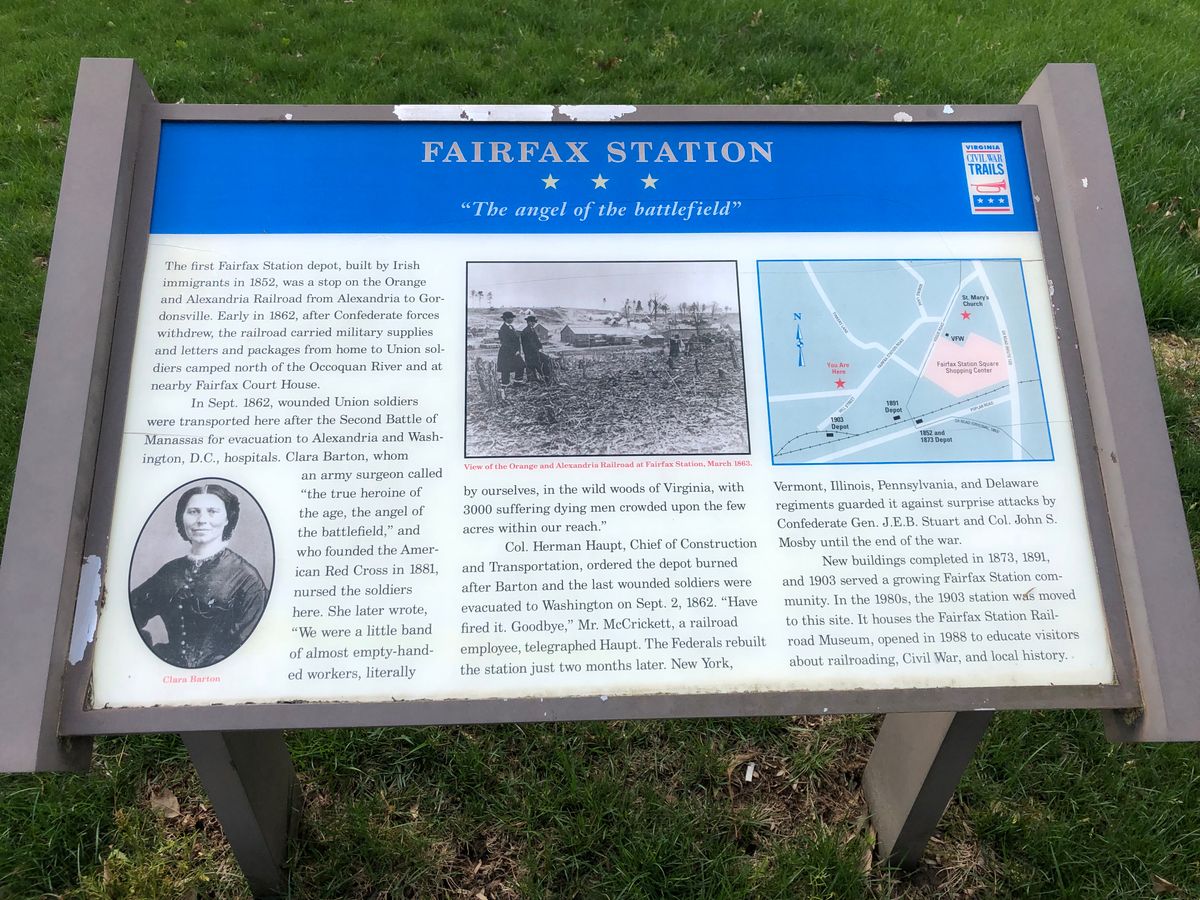 FAIRFAX STATION
"The angel of the battlefield"
VIRGINIA
CIVIL WAR
TRAILS
The first Fairfax Station depot, built by Irish
immigrants in 1852, was a stop on the Orange
and Alexandria Railroad from Alexandria to Gor-
donsville. Early in 1862, after Confederate forces
withdrew, the railroad carried military supplies
and letters and packages from home to Union sol-
diers camped north of the Occoquan River and at
nearby Fairfax Court House.
In Sept. 1862, wounded Union soldiers
were transported here after the Second Battle of
Manassas for evacuation to Alexandria and Wash-
ington, D.C., hospitals. Clara Barton, whom
an army surgeon called
"the true heroine of
the age, the angel of
the battlefield," and
who founded the Amer-
ican Red Cross in 1881,
nursed the soldiers
here. She later wrote,
"We were a little band
of almost empty-hand-
ed workers, literally
Clara Barton
View of the Orange and Alexandria Railroad at Fairfax Station, March 1863.
by ourselves, in the wild woods of Virginia, with
3000 suffering dying men crowded upon the few
acres within our reach."
Col. Herman Haupt, Chief of Construction
and Transportation, ordered the depot burned
after Barton and the last wounded soldiers were
evacuated to Washington on Sept. 2, 1862. "Have
fired it. Goodbye," Mr. McCrickett, a railroad
employee, telegraphed Haupt. The Federals rebuilt
the station just two months later. New York,
N
St. Mary's
Church
VFW
Fairfax Station Square
Shopping Center
You Are
Here
1891
Depot
1903
Depot
1852 and
1873 Depot
Vermont, Illinois, Pennsylvania, and Delaware
regiments guarded it against surprise attacks by
Confederate Gen. J.E.B. Stuart and Col. John S.
Mosby until the end of the war.
New buildings completed in 1873, 1891,
and 1903 served a growing Fairfax Station com-
munity. In the 1980s, the 1903 station was moved
to this site. It houses the Fairfax Station Rail-
road Museum, opened in 1988 to educate visitors
about railroading, Civil War, and local history.